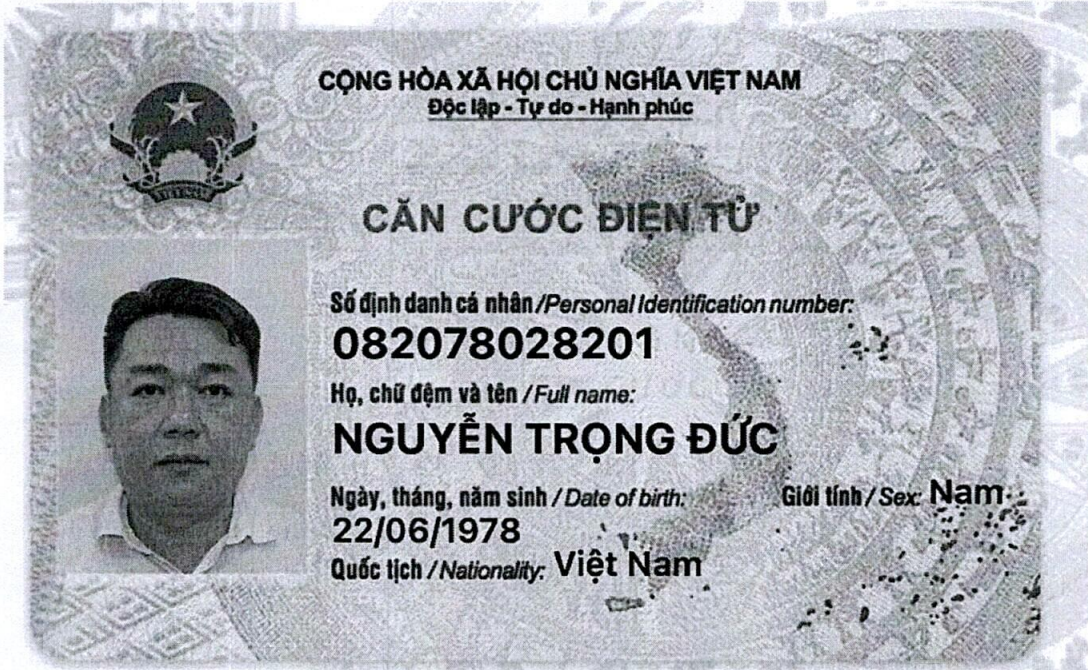 CỘNG HÒA XÃ HỘI CHỦ NGHĨA VIỆT NAM
Độc lập - Tự do - Hạnh phúc
CĂN CƯỚC ĐIỆN TỬ
Số định danh cá nhân /Personal Identification number:
082078028201
Họ, chữ đệm và tên /Full name:
NGUYỄN TRỌNG ĐỨC
Ngày, tháng, năm sinh / Date of birth:
Giới tính / Sex: Nam
22/06/1978
Quốc tịch / Nationality: Việt Nam